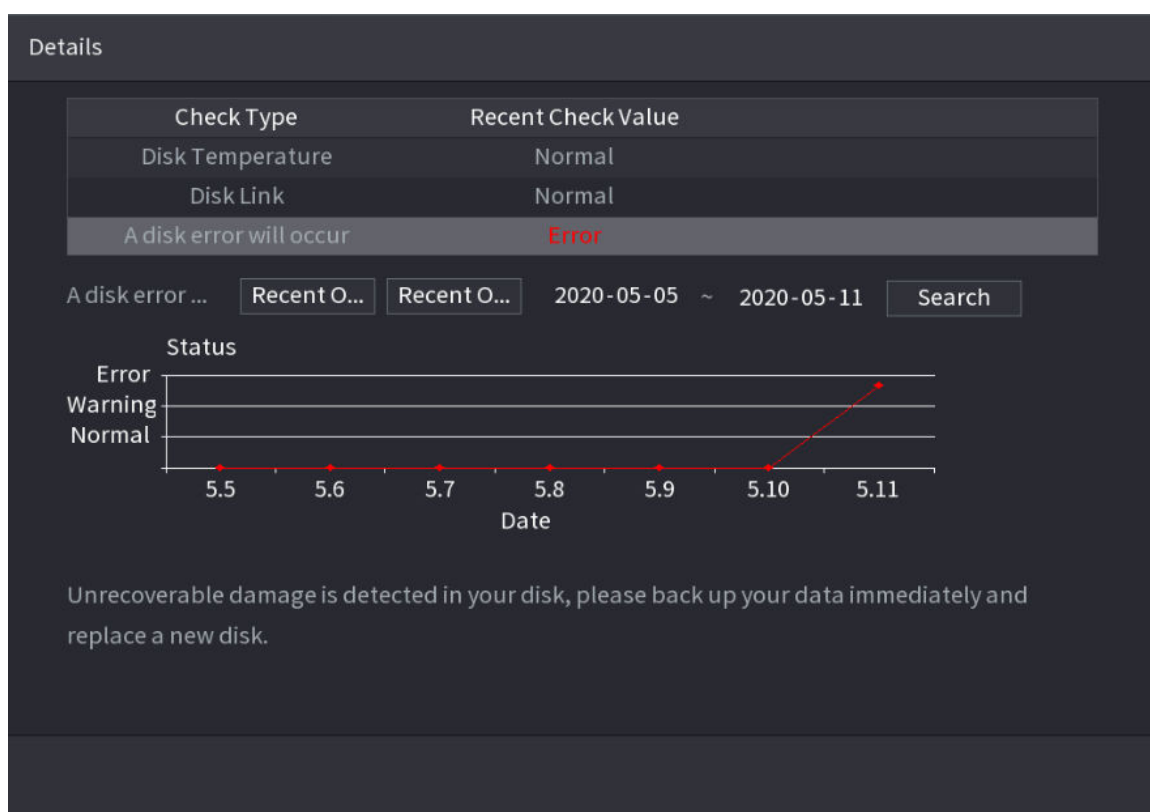 Details
Check Type Recent Check Value
Disk Temperature Normal
Disk Link Normal
A disk error will occur Error
A disk error ... Recent O... Recent O... 2020-05-05 ~ 2020-05-11 Search
Status
Error
Warning
Normal
5.5 5.6 5.7 5.8 5.9 5.10 5.11
Date
Unrecoverable damage is detected in your disk, please back up your data immediately and
replace a new disk.